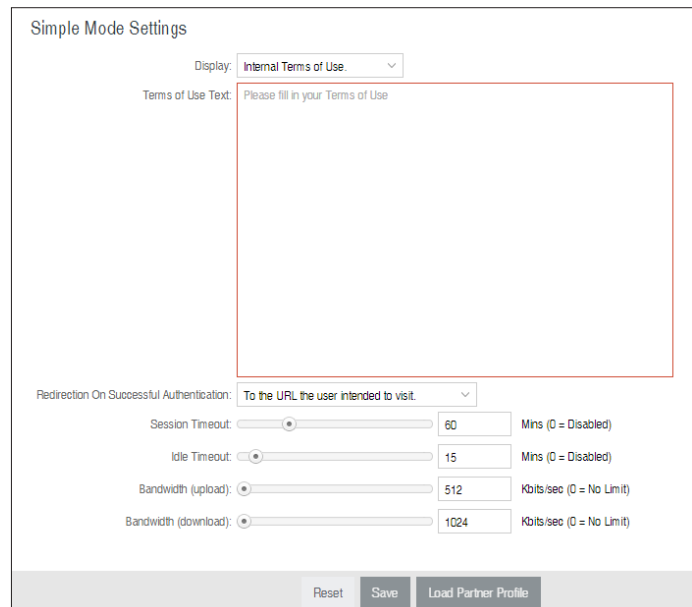 Simple Mode Settings
Display: Internal Terms of Use.
Terms of Use Text: Please fill in your Terms of Use
Redirection On Successful Authentication: To the URL the user intended to visit.
Session Timeout: 60 Mins (0 = Disabled)
Idle Timeout: 15 Mins (0 = Disabled)
Bandwidth (upload): 512 Kbits/sec (0 = No Limit)
Bandwidth (download): 1024 Kbits/sec (0 = No Limit)
Reset Save Load Partner Profile